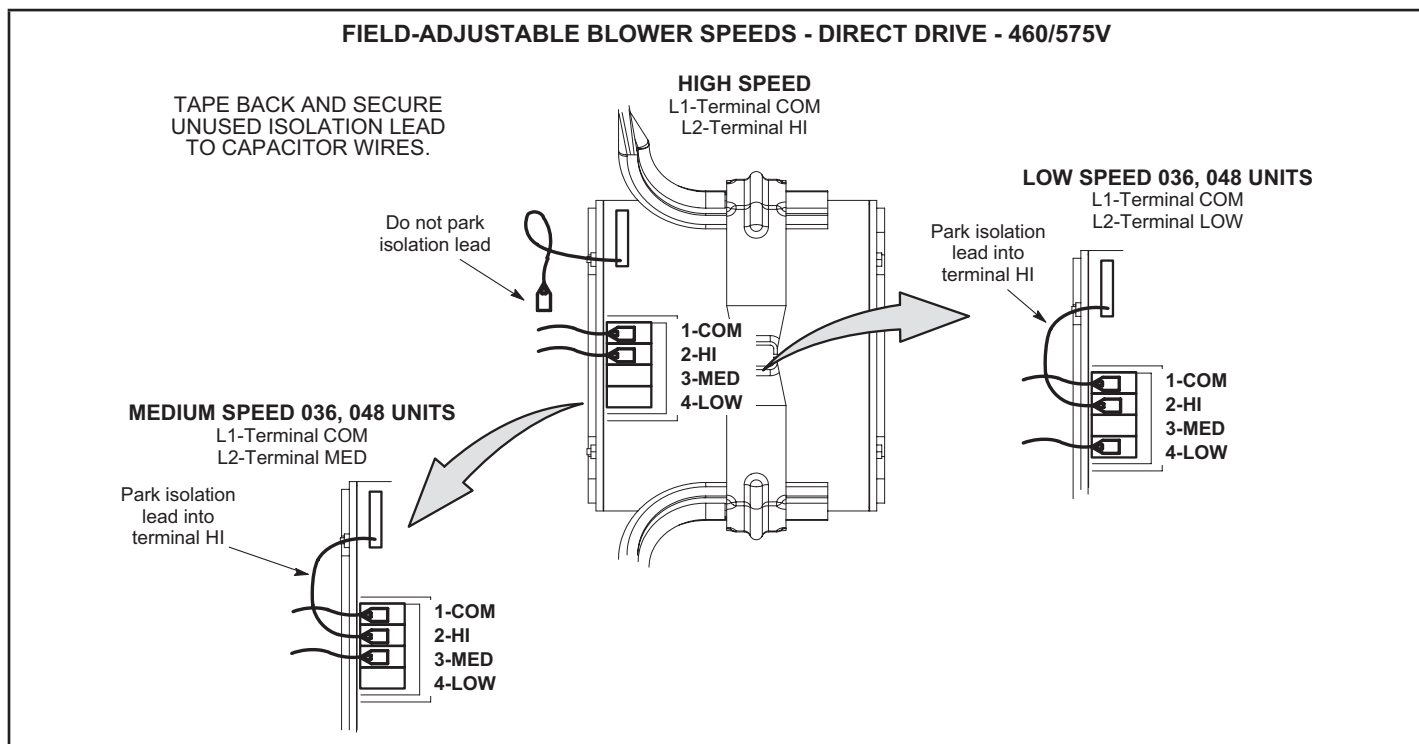 FIELD-ADJUSTABLE BLOWER SPEEDS - DIRECT DRIVE - 460/575V
TAPE BACK AND SECURE
UNUSED ISOLATION LEAD
TO CAPACITOR WIRES.
HIGH SPEED
L1-Terminal COM
L2-Terminal HI
Do not park
isolation lead
1-COM
2-HI
3-MED
4-LOW
LOW SPEED 036, 048 UNITS
L1-Terminal COM
L2-Terminal LOW
Park isolation
lead into
terminal HI
1-COM
2-HI
3-MED
4-LOW
MEDIUM SPEED 036, 048 UNITS
L1-Terminal COM
L2-Terminal MED
Park isolation
lead into
terminal HI
1-COM
2-HI
3-MED
4-LOW